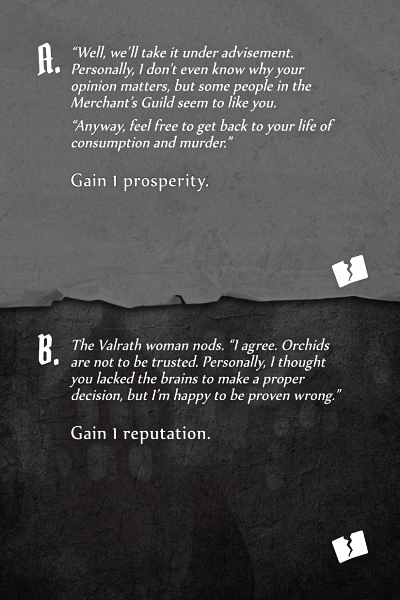 A.
“Well, we’ll take it under advisement.
Personally, I don’t even know why your
opinion matters, but some people in the
Merchant’s Guild seem to like you.
“Anyway, feel free to get back to your life of
consumption and murder.”
Gain 1 prosperity.
B.
The Valrath woman nods. “I agree. Orchids
are not to be trusted. Personally, I thought
you lacked the brains to make a proper
decision, but I’m happy to be proven wrong.”
Gain 1 reputation.